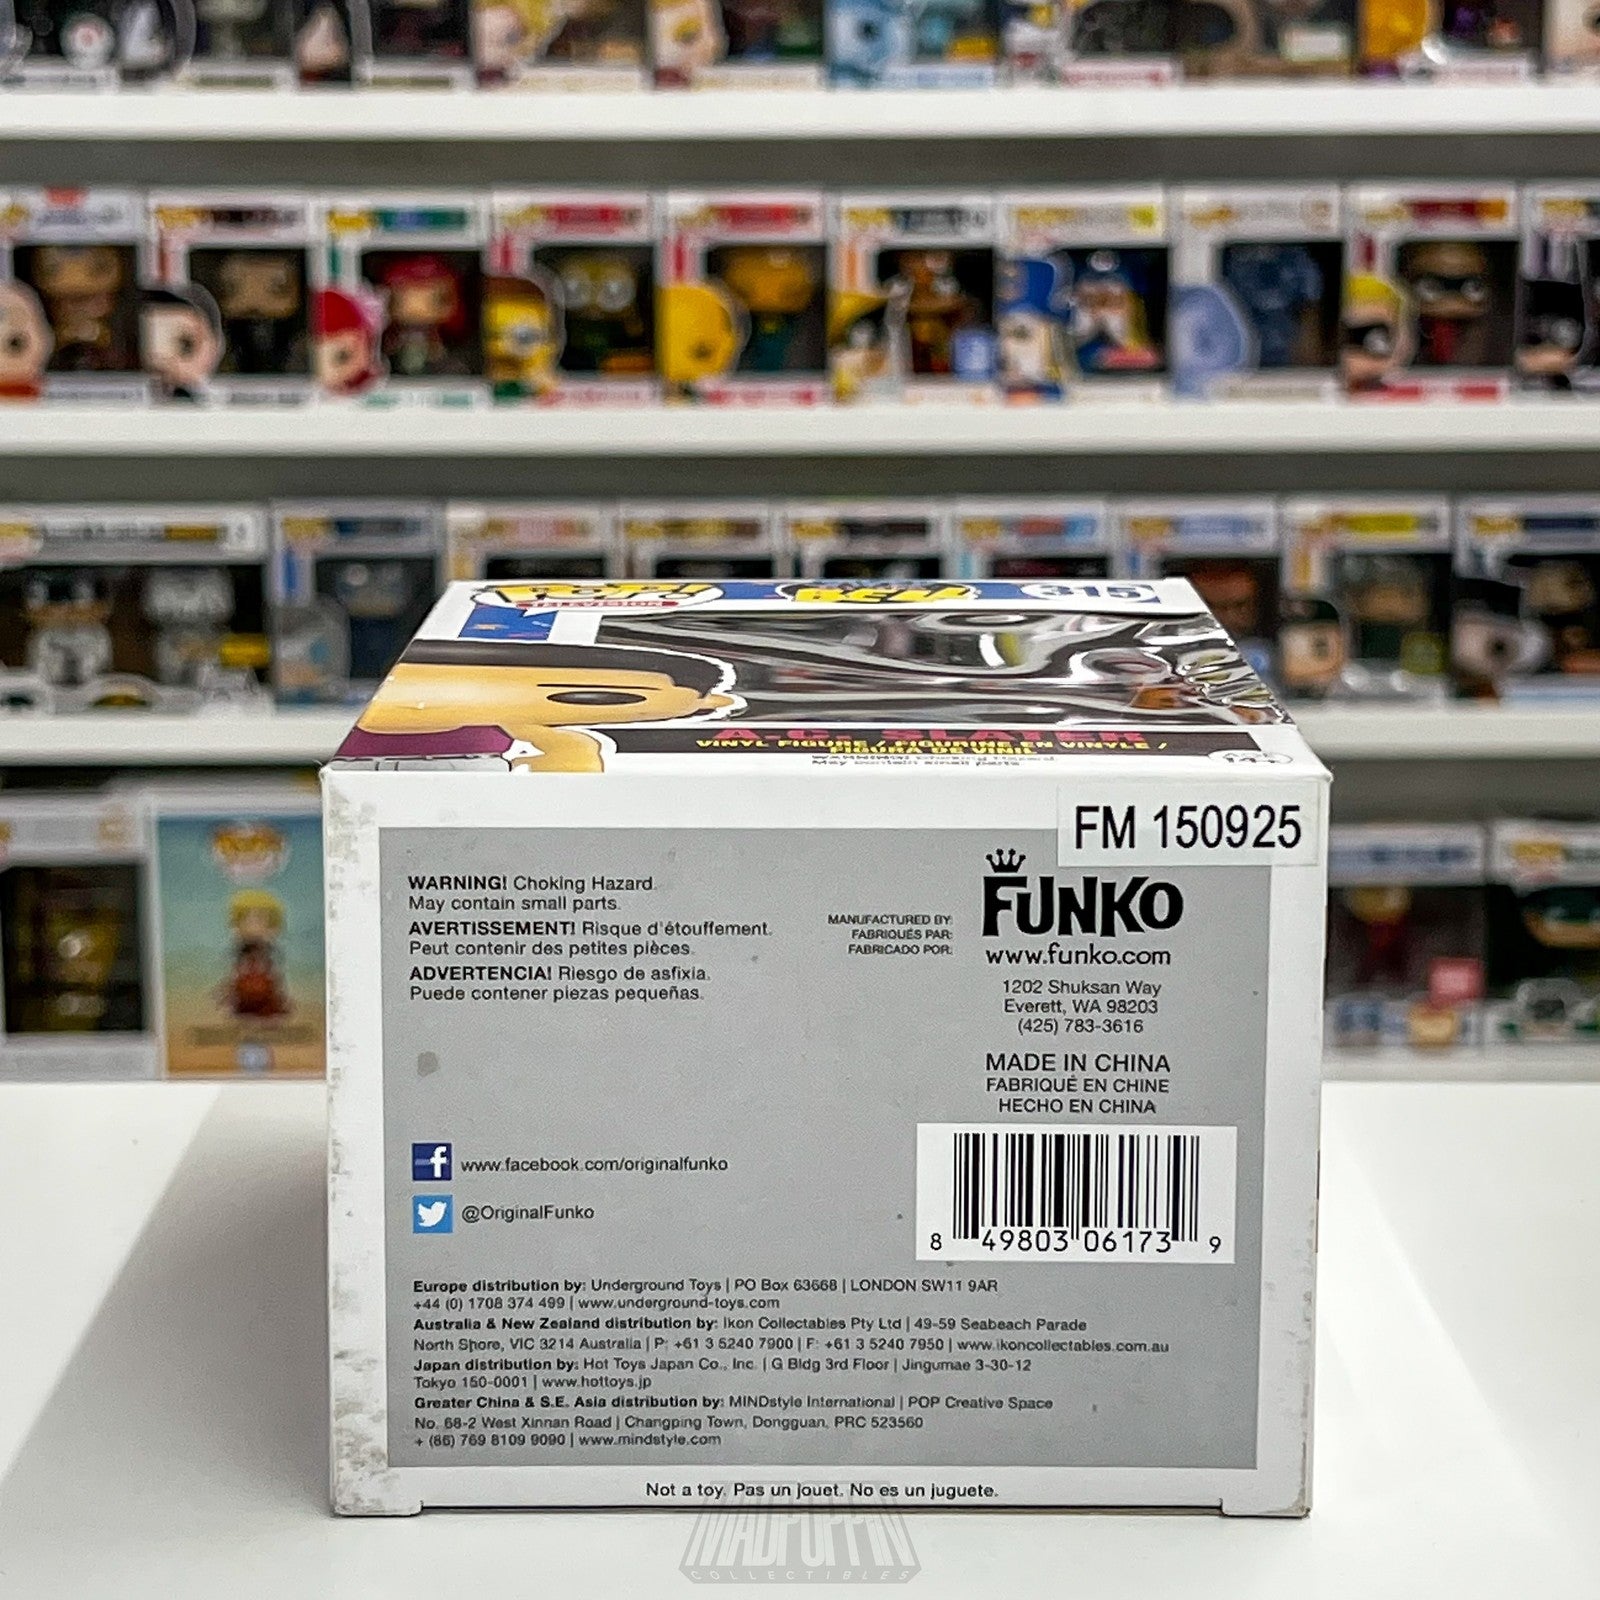 POP!
TELEVISION
BELL
315
A.C. SLATER
VINYL FIGURE / FIGURINE EN VINYLE /
FIGURA DE VINIL
14+
FM 150925
WARNING! Choking Hazard.
May contain small parts.
AVERTISSEMENT! Risque d'étouffement.
Peut contenir des petites pièces.
ADVERTENCIA! Riesgo de asfixia.
Puede contener piezas pequeñas.
MANUFACTURED BY:
FABRIQUÉS PAR:
FABRICADO POR:
FUNKO
www.funko.com
1202 Shuksan Way
Everett, WA 98203
(425) 783-3616
MADE IN CHINA
FABRIQUÉ EN CHINE
HECHO EN CHINA
www.facebook.com/originalfunko
@OriginalFunko
8 49803 06173 9
Europe distribution by: Underground Toys | PO Box 63668 | LONDON SW11 9AR
+44 (0) 1708 374 499 | www.underground-toys.com
Australia & New Zealand distribution by: Ikon Collectables Pty Ltd | 49-59 Seabeach Parade
North Shore, VIC 3214 Australia | P: +61 3 5240 7900 | F: +61 3 5240 7950 | www.ikoncollectables.com.au
Japan distribution by: Hot Toys Japan Co., Inc. | G Bldg 3rd Floor | Jingumae 3-30-12
Tokyo 150-0001 | www.hottoys.jp
Greater China & S.E. Asia distribution by: MINDstyle International | POP Creative Space
No. 68-2 West Xinnan Road | Changping Town, Dongguan, PRC 523560
+ (86) 769 8109 9090 | www.mindstyle.com
Not a toy. Pas un jouet. No es un juguete.
MADPOPPIN
COLLECTIBLES